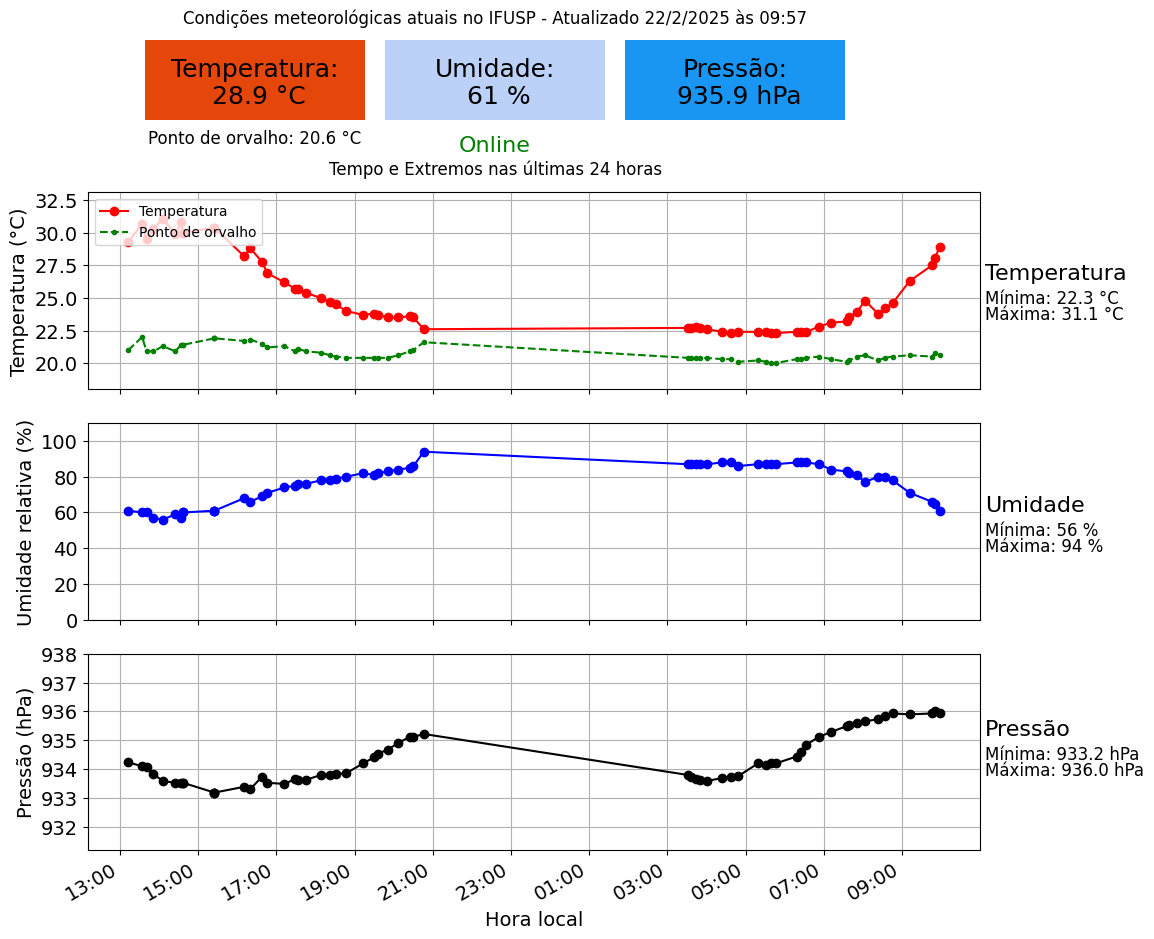 Condições meteorológicas atuais no IFUSP - Atualizado 22/2/2025 às 09:57
Temperatura:
28.9 °C
Umidade:
61 %
Pressão:
935.9 hPa
Ponto de orvalho: 20.6 °C
Online
Tempo e Extremos nas últimas 24 horas
Temperatura (°C)
32.5
30.0
27.5
25.0
22.5
20.0
Temperatura
Ponto de orvalho
Temperatura
Mínima: 22.3 °C
Máxima: 31.1 °C
Umidade relativa (%)
100
80
60
40
20
0
Umidade
Mínima: 56 %
Máxima: 94 %
Pressão (hPa)
938
937
936
935
934
933
932
Pressão
Mínima: 933.2 hPa
Máxima: 936.0 hPa
13:00
15:00
17:00
19:00
21:00
23:00
01:00
03:00
05:00
07:00
09:00
Hora local